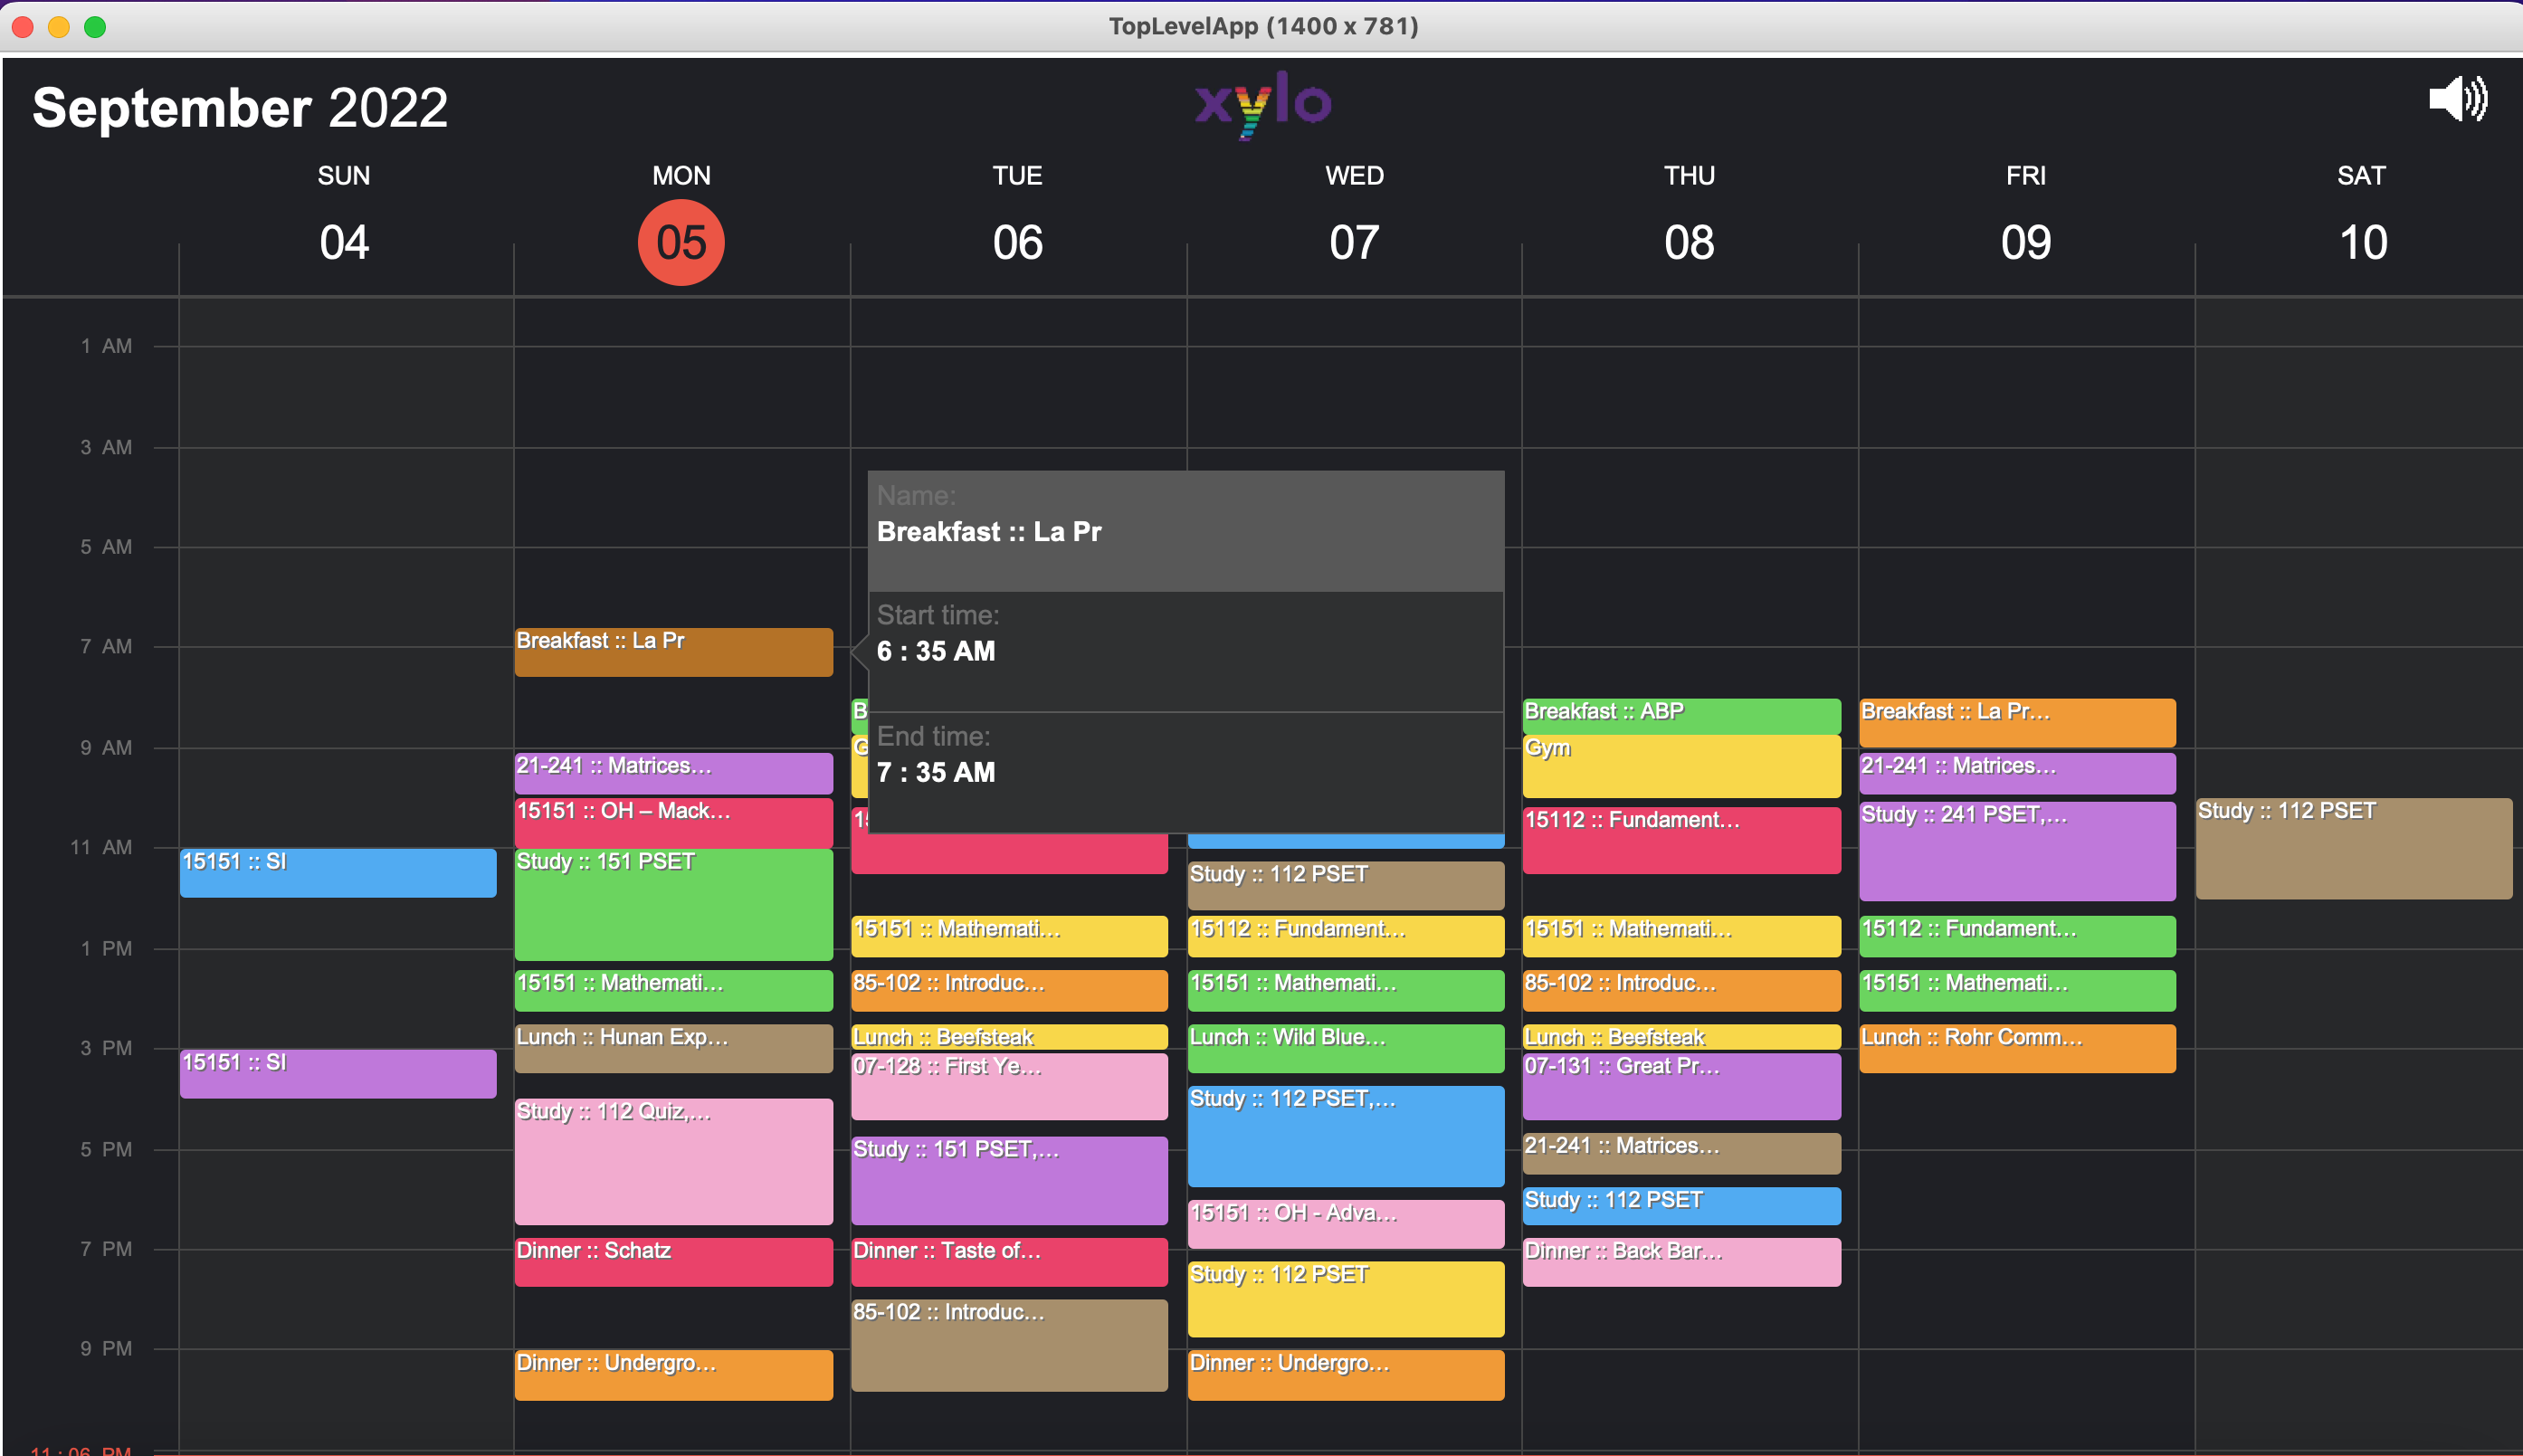 TopLevelApp (1400 x 781)
September 2022
xylo
SUN
MON
TUE
WED
THU
FRI
SAT
04
05
06
07
08
09
10
1 AM
3 AM
5 AM
7 AM
9 AM
11 AM
1 PM
3 PM
5 PM
7 PM
9 PM
11 : 06 PM
15151 :: SI
15151 :: SI
Breakfast :: La Pr
21-241 :: Matrices...
15151 :: OH – Mack...
Study :: 151 PSET
15151 :: Mathemati...
Lunch :: Hunan Exp...
Study :: 112 Quiz,...
Dinner :: Schatz
Dinner :: Undergro...
Name:
Breakfast :: La Pr
Start time:
6 : 35 AM
End time:
7 : 35 AM
B
G
15
15151 :: Mathemati...
85-102 :: Introduc...
Lunch :: Beefsteak
07-128 :: First Ye...
Study :: 151 PSET,...
Dinner :: Taste of...
85-102 :: Introduc...
Study :: 112 PSET
15112 :: Fundament...
15151 :: Mathemati...
Lunch :: Wild Blue...
Study :: 112 PSET,...
15151 :: OH - Adva...
Study :: 112 PSET
Dinner :: Undergro...
Breakfast :: ABP
Gym
15112 :: Fundament...
15151 :: Mathemati...
85-102 :: Introduc...
Lunch :: Beefsteak
07-131 :: Great Pr...
21-241 :: Matrices...
Study :: 112 PSET
Dinner :: Back Bar...
Breakfast :: La Pr...
21-241 :: Matrices...
Study :: 241 PSET,...
15112 :: Fundament...
15151 :: Mathemati...
Lunch :: Rohr Comm...
Study :: 112 PSET